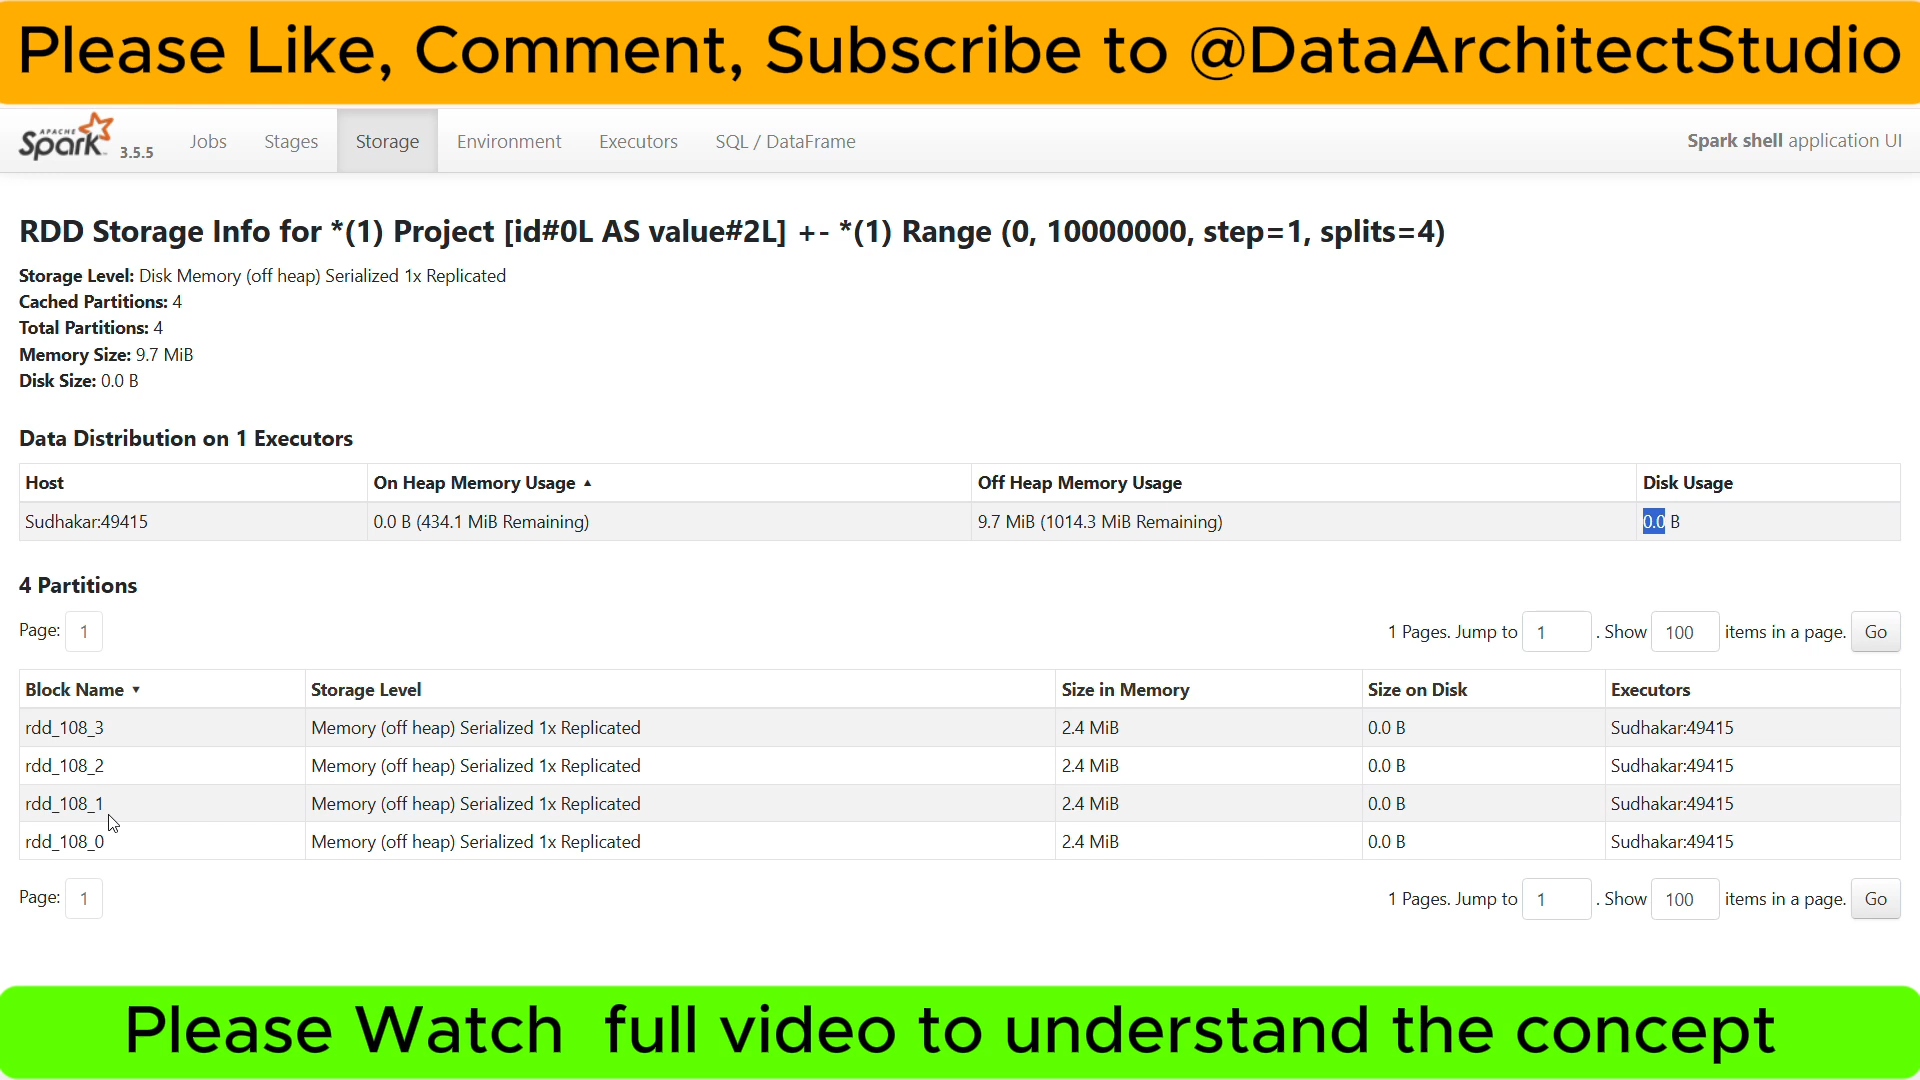 Please Like, Comment, Subscribe to @DataArchitectStudio
APACHE Spark 3.5.5 Jobs Stages Storage Environment Executors SQL / DataFrame Spark shell application UI
RDD Storage Info for *(1) Project [id#0L AS value#2L] +- *(1) Range (0, 10000000, step=1, splits=4)
Storage Level: Disk Memory (off heap) Serialized 1x Replicated
Cached Partitions: 4
Total Partitions: 4
Memory Size: 9.7 MiB
Disk Size: 0.0 B
Data Distribution on 1 Executors
Host On Heap Memory Usage Off Heap Memory Usage Disk Usage
Sudhakar:49415 0.0 B (434.1 MiB Remaining) 9.7 MiB (1014.3 MiB Remaining) 0.0 B
4 Partitions
Page: 1 1 Pages. Jump to 1 . Show 100 items in a page. Go
Block Name Storage Level Size in Memory Size on Disk Executors
rdd_108_3 Memory (off heap) Serialized 1x Replicated 2.4 MiB 0.0 B Sudhakar:49415
rdd_108_2 Memory (off heap) Serialized 1x Replicated 2.4 MiB 0.0 B Sudhakar:49415
rdd_108_1 Memory (off heap) Serialized 1x Replicated 2.4 MiB 0.0 B Sudhakar:49415
rdd_108_0 Memory (off heap) Serialized 1x Replicated 2.4 MiB 0.0 B Sudhakar:49415
Page: 1 1 Pages. Jump to 1 . Show 100 items in a page. Go
Please Watch full video to understand the concept